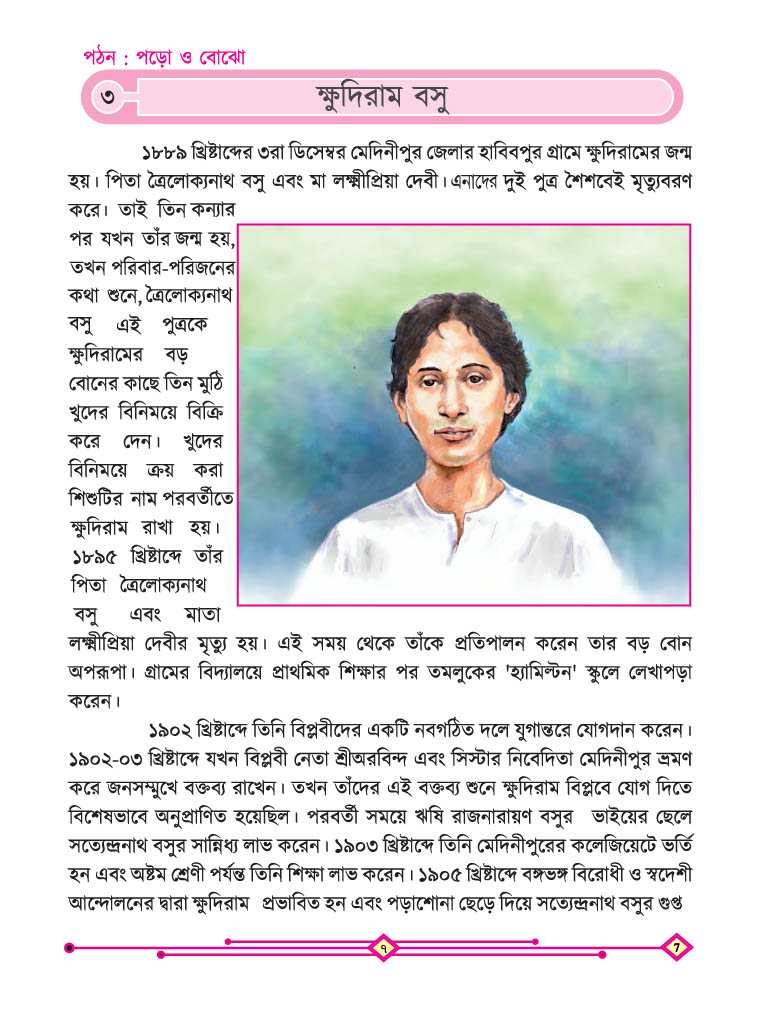 পঠন : পড়ো ও বোঝো
৩
ক্ষুদিরাম বসু
১৮৮৯ খ্রিষ্টাব্দের ৩রা ডিসেম্বর মেদিনীপুর জেলার হাবিবপুর গ্রামে ক্ষুদিরামের জন্ম
হয়। পিতা ত্রৈলোক্যনাথ বসু এবং মা লক্ষ্মীপ্রিয়া দেবী। এনাদের দুই পুত্র শৈশবেই মৃত্যুবরণ
করে। তাই তিন কন্যার
পর যখন তাঁর জন্ম হয়,
তখন পরিবার-পরিজনের
কথা শুনে, ত্রৈলোক্যনাথ
বসু এই পুত্রকে
ক্ষুদিরামের বড়
বোনের কাছে তিন মুঠি
খুদের বিনিময়ে বিক্রি
করে দেন। খুদের
বিনিময়ে ক্রয় করা
শিশুটির নাম পরবর্তীতে
ক্ষুদিরাম রাখা হয়।
১৮৯৫ খ্রিষ্টাব্দে তাঁর
পিতা ত্রৈলোক্যনাথ
বসু এবং মাতা
লক্ষ্মীপ্রিয়া দেবীর মৃত্যু হয়। এই সময় থেকে তাঁকে প্রতিপালন করেন তার বড় বোন
অপরূপা। গ্রামের বিদ্যালয়ে প্রাথমিক শিক্ষার পর তমলুকের 'হ্যামিল্টন' স্কুলে লেখাপড়া
করেন।
১৯০২ খ্রিষ্টাব্দে তিনি বিপ্লবীদের একটি নবগঠিত দলে যুগান্তরে যোগদান করেন।
১৯০২-০৩ খ্রিষ্টাব্দে যখন বিপ্লবী নেতা শ্রীঅরবিন্দ এবং সিস্টার নিবেদিতা মেদিনীপুর ভ্রমণ
করে জনসম্মুখে বক্তব্য রাখেন। তখন তাঁদের এই বক্তব্য শুনে ক্ষুদিরাম বিপ্লবে যোগ দিতে
বিশেষভাবে অনুপ্রাণিত হয়েছিল। পরবর্তী সময়ে ঋষি রাজনারায়ণ বসুর ভাইয়ের ছেলে
সত্যেন্দ্রনাথ বসুর সান্নিধ্য লাভ করেন। ১৯০৩ খ্রিষ্টাব্দে তিনি মেদিনীপুরের কলেজিয়েটে ভর্তি
হন এবং অষ্টম শ্রেণী পর্যন্ত তিনি শিক্ষা লাভ করেন। ১৯০৫ খ্রিষ্টাব্দে বঙ্গভঙ্গ বিরোধী ও স্বদেশী
আন্দোলনের দ্বারা ক্ষুদিরাম প্রভাবিত হন এবং পড়াশোনা ছেড়ে দিয়ে সত্যেন্দ্রনাথ বসুর গুপ্ত
৭
7